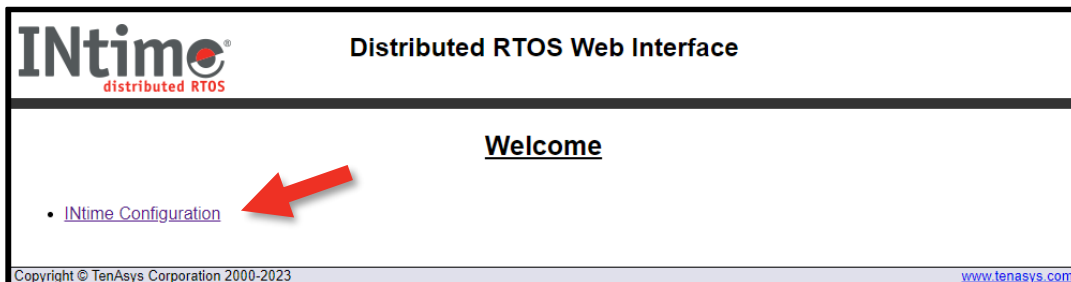 INtime®
distributed RTOS
Distributed RTOS Web Interface
Welcome
• INtime Configuration
Copyright © TenAsys Corporation 2000-2023
www.tenasys.com